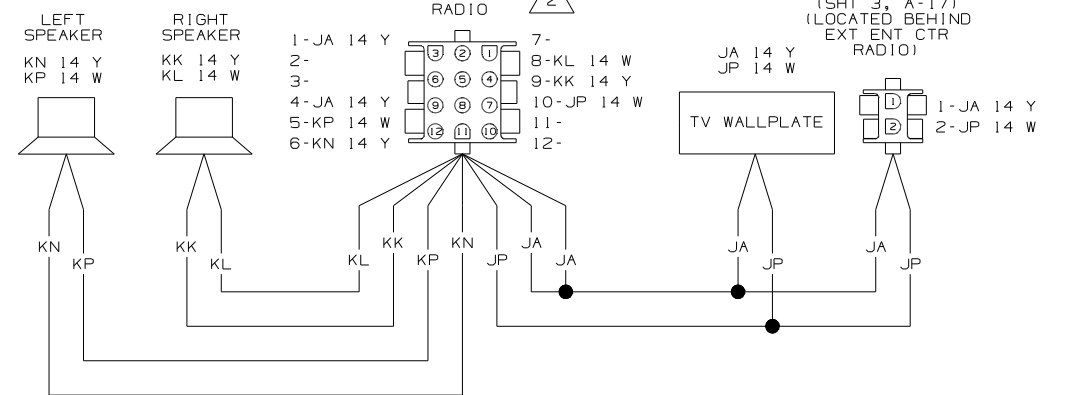 LEFT
SPEAKER
KN 14 Y
KP 14 W
RIGHT
SPEAKER
KK 14 Y
KL 14 W
RADIO
2
1-JA 14 Y
2-
3-
4-JA 14 Y
5-KP 14 W
6-KN 14 Y
3 2 1
6 5 4
9 8 7
12 11 10
7-
8-KL 14 W
9-KK 14 Y
10-JP 14 W
11-
12-
JA 14 Y
JP 14 W
TV WALLPLATE
(SHT 3, A-17)
(LOCATED BEHIND
EXT ENT CTR
RADIO)
1
2
1-JA 14 Y
2-JP 14 W
KN
KP
KK
KL
KL
KK
KP
KN
JP
JA
JA
JA
JP
JA
JP